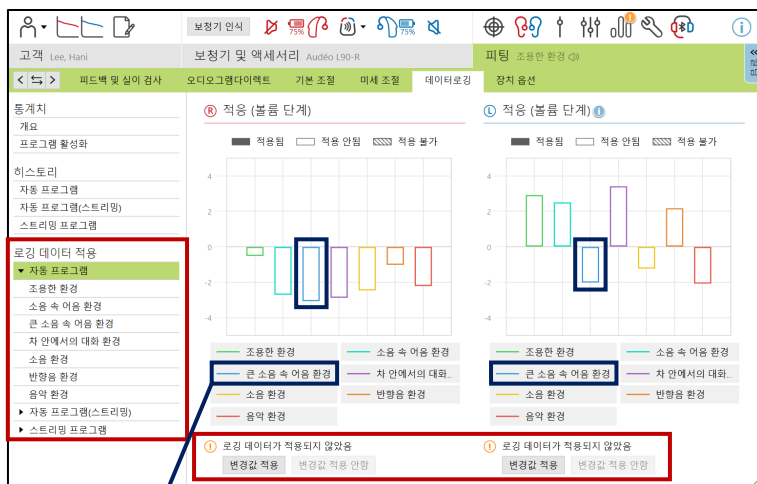 보청기 인식
75%
75%
고객 Lee, Hani
보청기 및 액세서리 Audéo L90-R
피팅 조용한 환경
피드백 및 실이 검사
오디오그램다이렉트
기본 조절
미세 조절
데이터로깅
장치 옵션
통계치
개요
프로그램 활성화
히스토리
자동 프로그램
자동 프로그램(스트리밍)
스트리밍 프로그램
로깅 데이터 적용
자동 프로그램
조용한 환경
소음 속 어음 환경
큰 소음 속 어음 환경
차 안에서의 대화 환경
소음 환경
반향음 환경
음악 환경
자동 프로그램(스트리밍)
스트리밍 프로그램
R 적응 (볼륨 단계)
적용됨 적용 안됨 적용 불가
4
2
0
-2
-4
조용한 환경 소음 속 어음 환경
큰 소음 속 어음 환경 차 안에서의 대화..
소음 환경 반향음 환경
음악 환경
로깅 데이터가 적용되지 않았음
변경값 적용 변경값 적용 안함
L 적응 (볼륨 단계)
적용됨 적용 안됨 적용 불가
4
2
0
-2
-4
조용한 환경 소음 속 어음 환경
큰 소음 속 어음 환경 차 안에서의 대화..
소음 환경 반향음 환경
음악 환경
로깅 데이터가 적용되지 않았음
변경값 적용 변경값 적용 안함